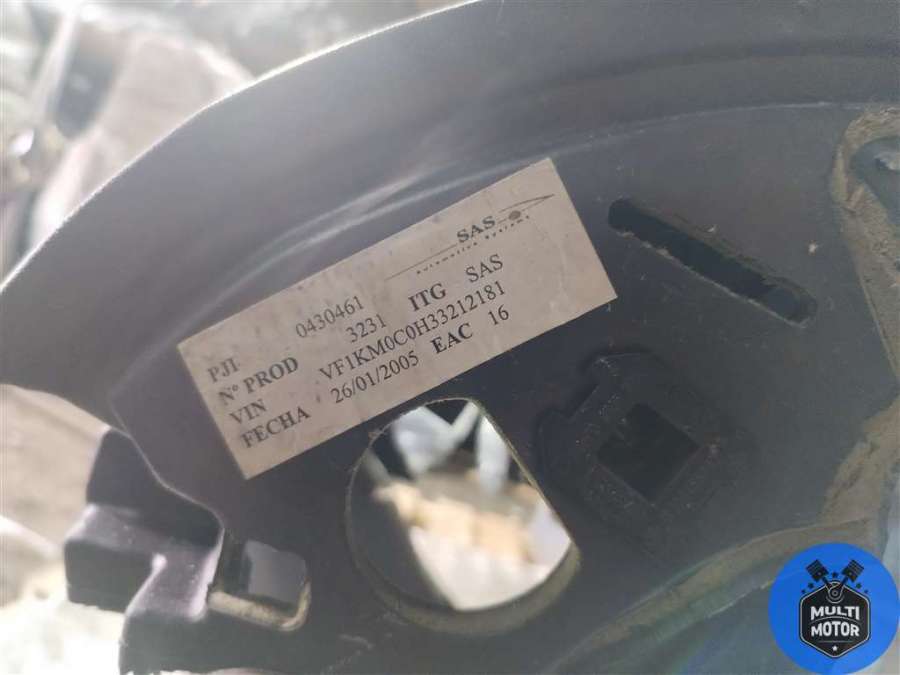 SAS
Automotive Systems
PJI 0430461
Nº PROD 3231 ITG SAS
VIN VF1KM0C0H33212181
FECHA 26/01/2005 EAC 16
MULTI
MOTOR